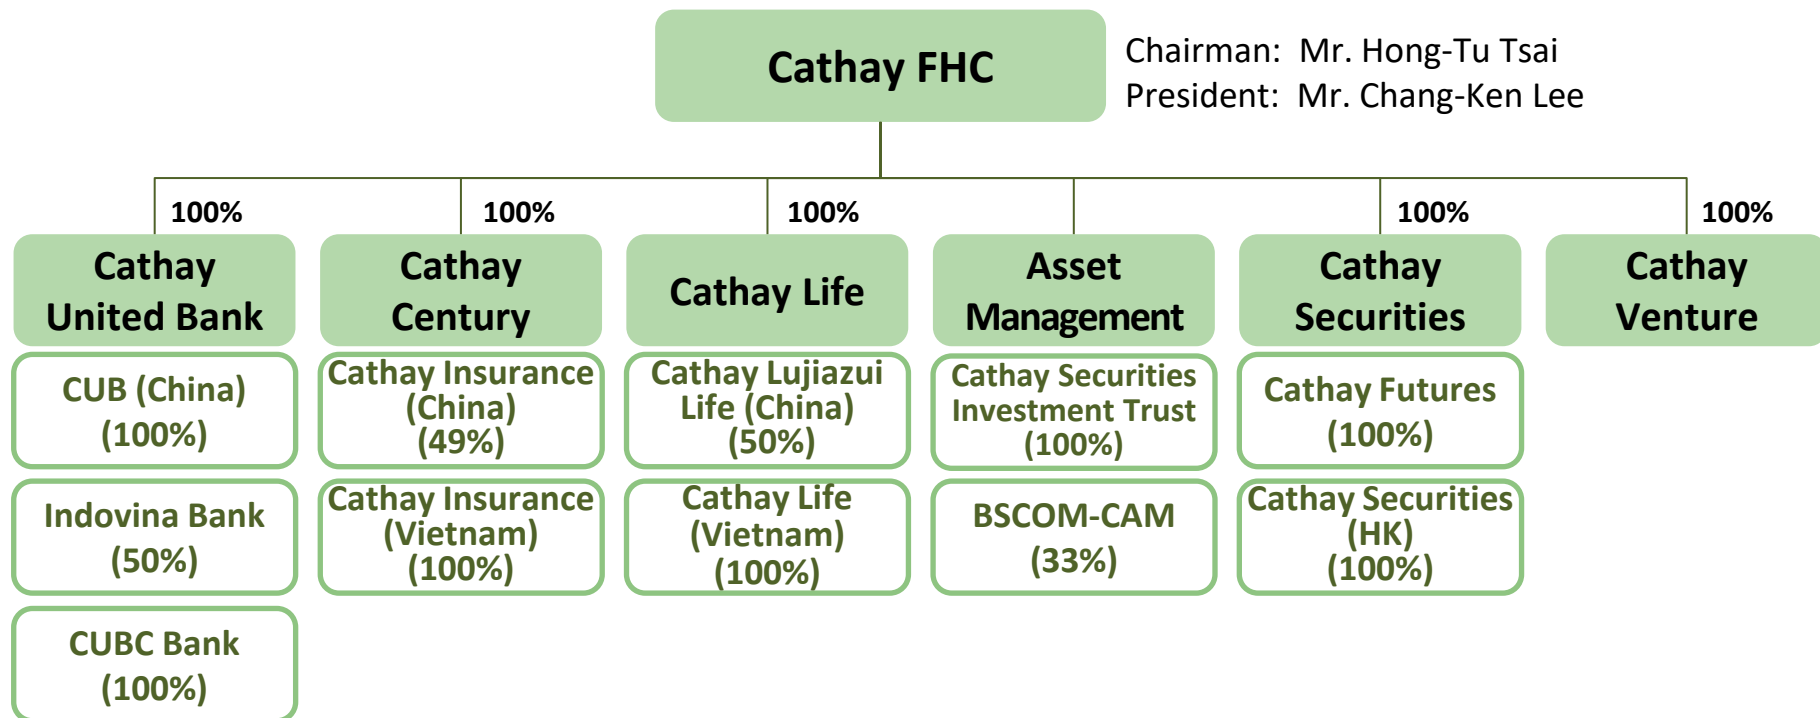 Cathay FHC
Chairman: Mr. Hong-Tu Tsai
President: Mr. Chang-Ken Lee
100%
100%
100%
100%
100%
Cathay
United Bank
Cathay
Century
Cathay Life
Asset
Management
Cathay
Securities
Cathay
Venture
CUB (China)
(100%)
Cathay Insurance
(China)
(49%)
Cathay Lujiazui
Life (China)
(50%)
Cathay Securities
Investment Trust
(100%)
Cathay Futures
(100%)
Indovina Bank
(50%)
Cathay Insurance
(Vietnam)
(100%)
Cathay Life
(Vietnam)
(100%)
BSCOM-CAM
(33%)
Cathay Securities
(HK)
(100%)
CUBC Bank
(100%)